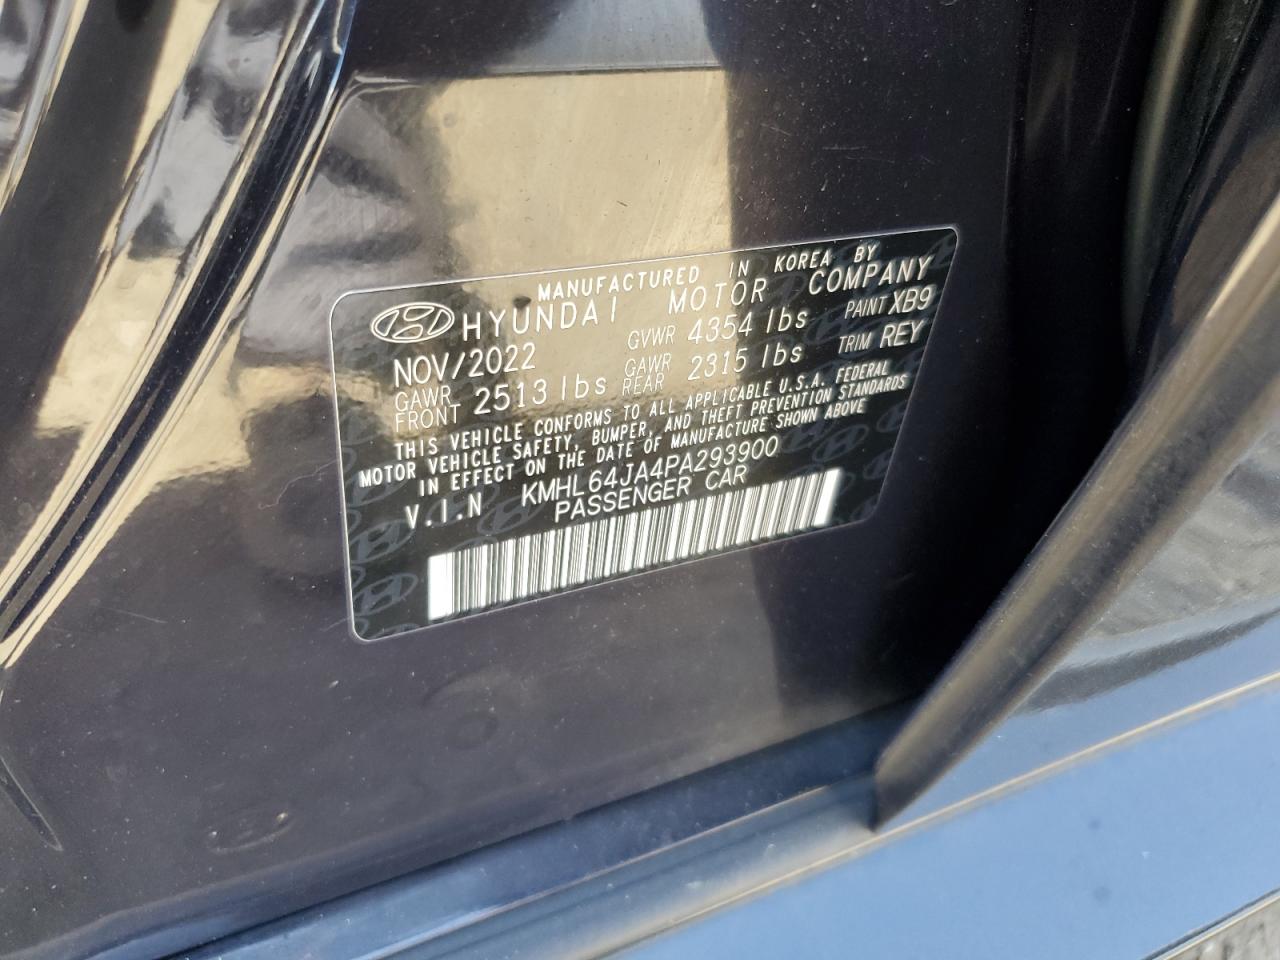 MANUFACTURED IN KOREA BY
HYUNDAI MOTOR COMPANY
NOV/2022 GVWR 4354 lbs PAINT XB9
GAWR FRONT 2513 lbs GAWR REAR 2315 lbs TRIM REY
THIS VEHICLE CONFORMS TO ALL APPLICABLE U.S.A. FEDERAL
MOTOR VEHICLE SAFETY, BUMPER, AND THEFT PREVENTION STANDARDS
IN EFFECT ON THE DATE OF MANUFACTURE SHOWN ABOVE
V.I.N KMHL64JA4PA293900
PASSENGER CAR